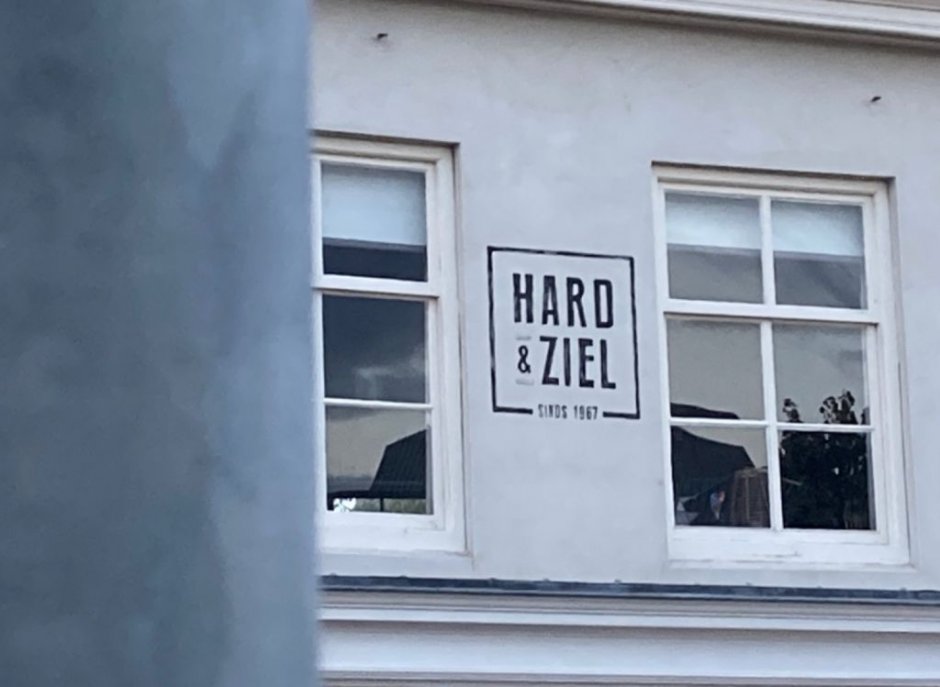 HARD
& ZIEL
SINDS 1967